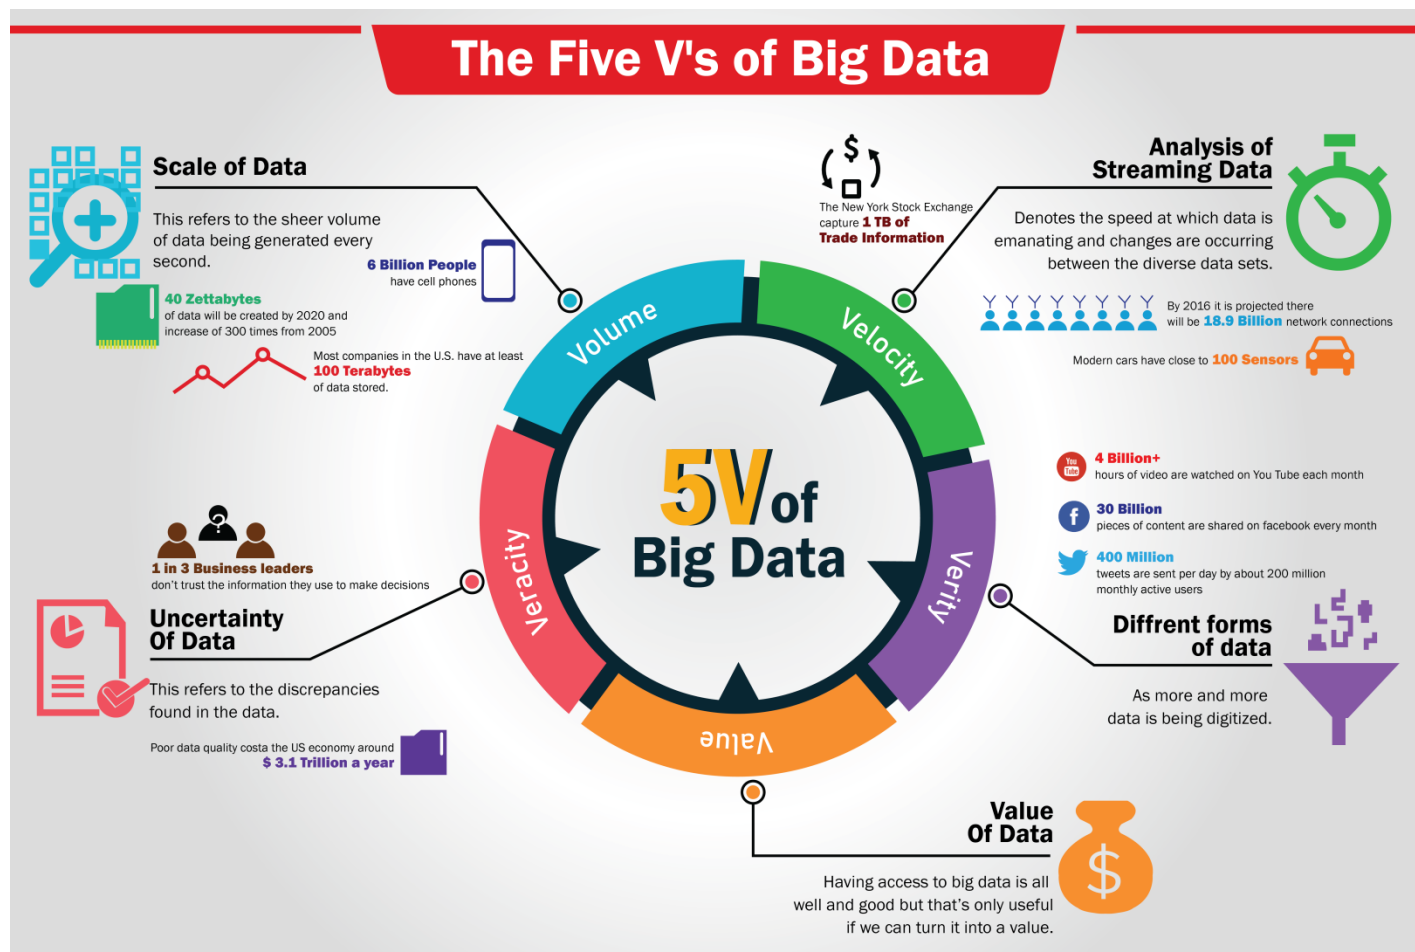 The Five V's of Big Data
Scale of Data
This refers to the sheer volume
of data being generated every
second.
6 Billion People
have cell phones
40 Zettabytes
of data will be created by 2020 and
increase of 300 times from 2005
Most companies in the U.S. have at least
100 Terabytes
of data stored.
$
The New York Stock Exchange
capture 1 TB of
Trade Information
Analysis of
Streaming Data
Denotes the speed at which data is
emanating and changes are occurring
between the diverse data sets.
By 2016 it is projected there
will be 18.9 Billion network connections
Modern cars have close to 100 Sensors
Volume
Velocity
Verity
Value
Veracity
5V of
Big Data
You
Tube
4 Billion+
hours of video are watched on You Tube each month
f
30 Billion
pieces of content are shared on facebook every month
400 Million
tweets are sent per day by about 200 million
monthly active users
Diffrent forms
of data
As more and more
data is being digitized.
?
1 in 3 Business leaders
don't trust the information they use to make decisions
Uncertainty
Of Data
This refers to the discrepancies
found in the data.
Poor data quality costa the US economy around
$ 3.1 Trillion a year
Value
Of Data
$
Having access to big data is all
well and good but that's only useful
if we can turn it into a value.